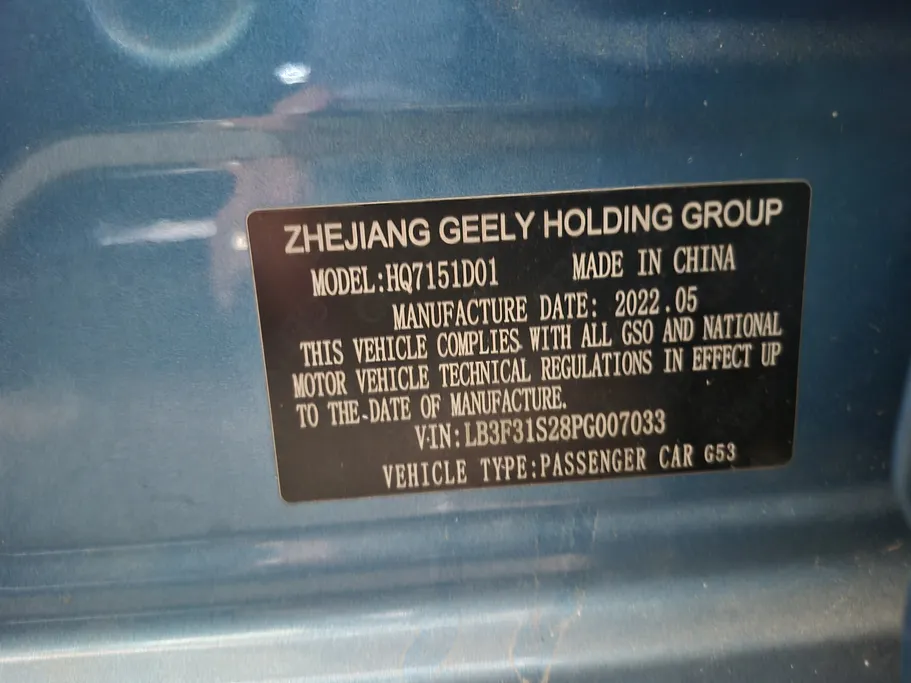 ZHEJIANG GEELY HOLDING GROUP
MODEL:HQ7151D01 MADE IN CHINA
MANUFACTURE DATE: 2022.05
THIS VEHICLE COMPLIES WITH ALL GSO AND NATIONAL
MOTOR VEHICLE TECHNICAL REGULATIONS IN EFFECT UP
TO THE DATE OF MANUFACTURE.
VIN:LB3F31S28PG007033
VEHICLE TYPE:PASSENGER CAR G53